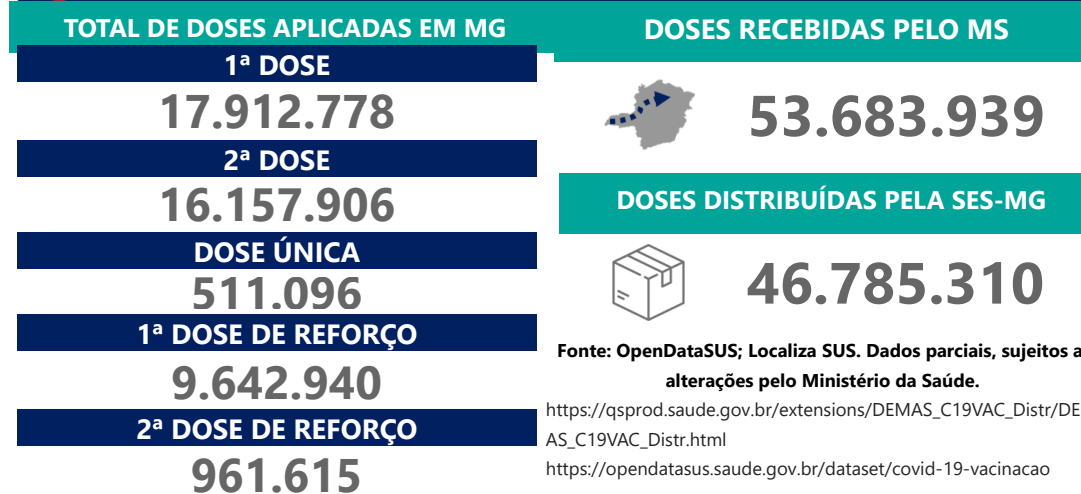 TOTAL DE DOSES APLICADAS EM MG
1ª DOSE
17.912.778
2ª DOSE
16.157.906
DOSE ÚNICA
511.096
1ª DOSE DE REFORÇO
9.642.940
2ª DOSE DE REFORÇO
961.615
DOSES RECEBIDAS PELO MS
53.683.939
DOSES DISTRIBUÍDAS PELA SES-MG
46.785.310
Fonte: OpenDataSUS; Localiza SUS. Dados parciais, sujeitos a
alterações pelo Ministério da Saúde.
https://qsprod.saude.gov.br/extensions/DEMAS_C19VAC_Distr/DE
AS_C19VAC_Distr.html
https://opendatasus.saude.gov.br/dataset/covid-19-vacinacao